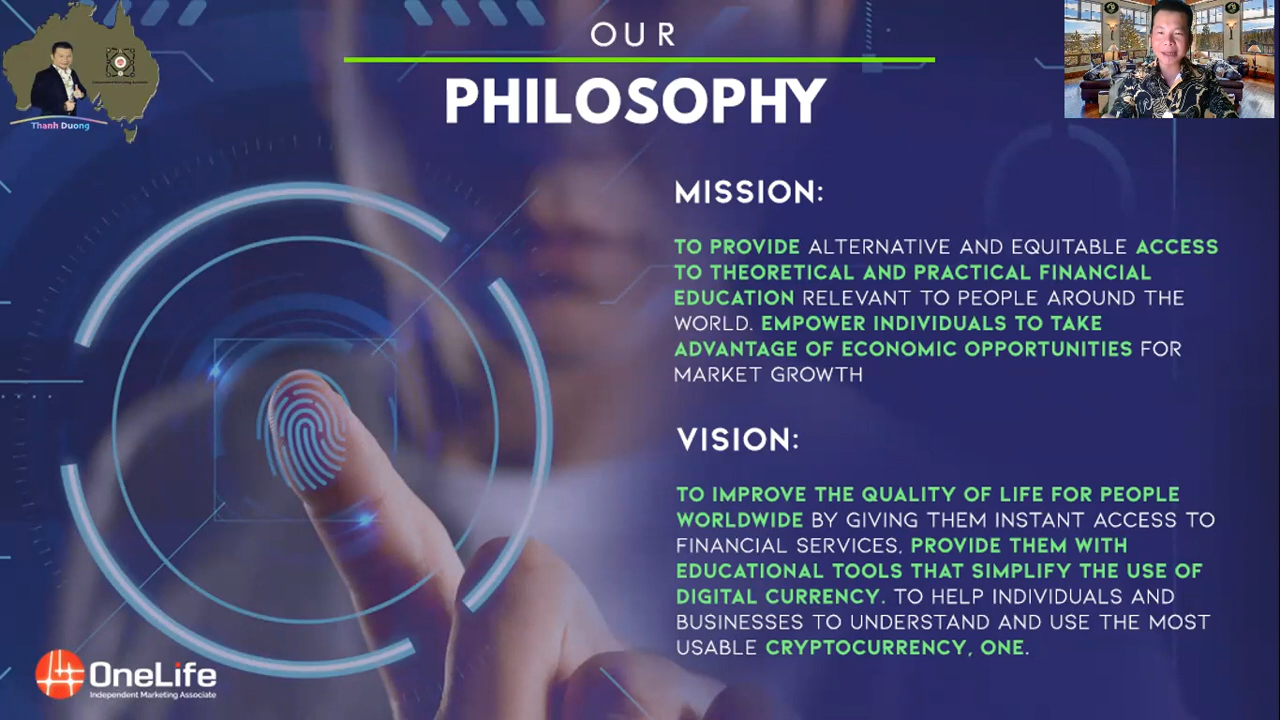 OUR
PHILOSOPHY
Thanh Duong
MISSION:
TO PROVIDE ALTERNATIVE AND EQUITABLE ACCESS
TO THEORETICAL AND PRACTICAL FINANCIAL
EDUCATION RELEVANT TO PEOPLE AROUND THE
WORLD. EMPOWER INDIVIDUALS TO TAKE
ADVANTAGE OF ECONOMIC OPPORTUNITIES FOR
MARKET GROWTH
VISION:
TO IMPROVE THE QUALITY OF LIFE FOR PEOPLE
WORLDWIDE BY GIVING THEM INSTANT ACCESS TO
FINANCIAL SERVICES, PROVIDE THEM WITH
EDUCATIONAL TOOLS THAT SIMPLIFY THE USE OF
DIGITAL CURRENCY. TO HELP INDIVIDUALS AND
BUSINESSES TO UNDERSTAND AND USE THE MOST
USABLE CRYPTOCURRENCY, ONE.
OneLife
Independent Marketing Associate